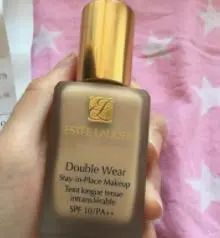 ESTEE LAUDER
Double Wear
Stay-in-Place Makeup
Teint longue tenue
intransférable
SPF 10/PA++